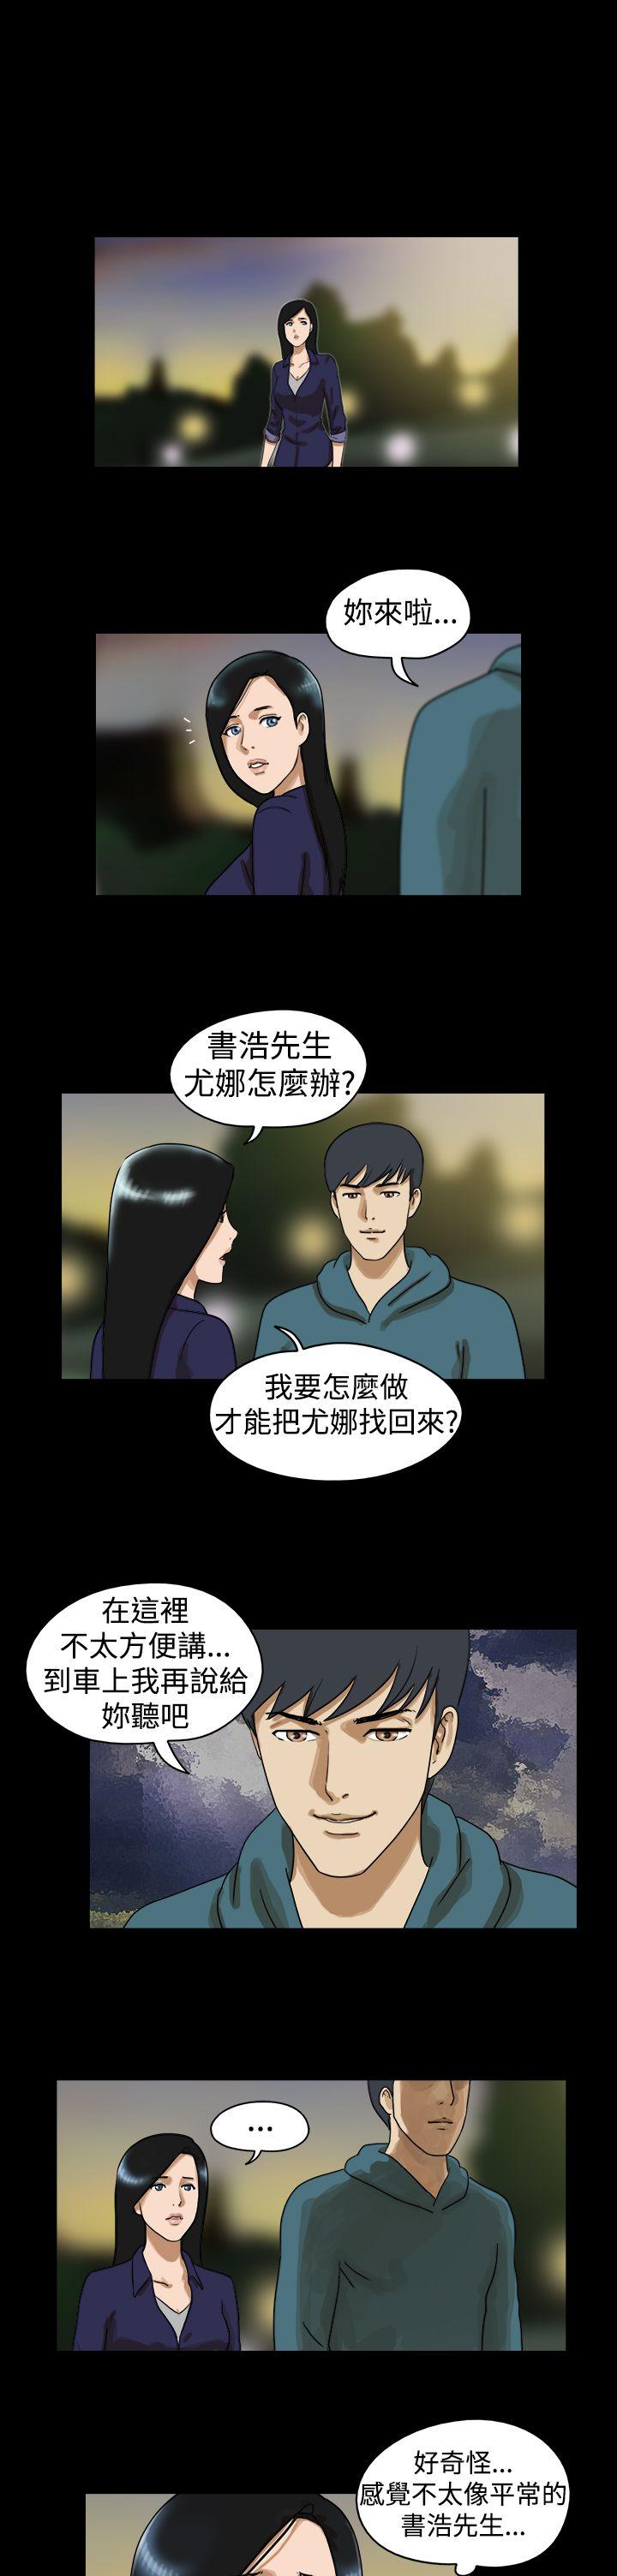 妳來啦...
書浩先生
尤娜怎麼辦?
我要怎麼做
才能把尤娜找回來?
在這裡
不太方便講...
到車上我再說給
妳聽吧
...
好奇怪...
感覺不太像平常的
書浩先生...